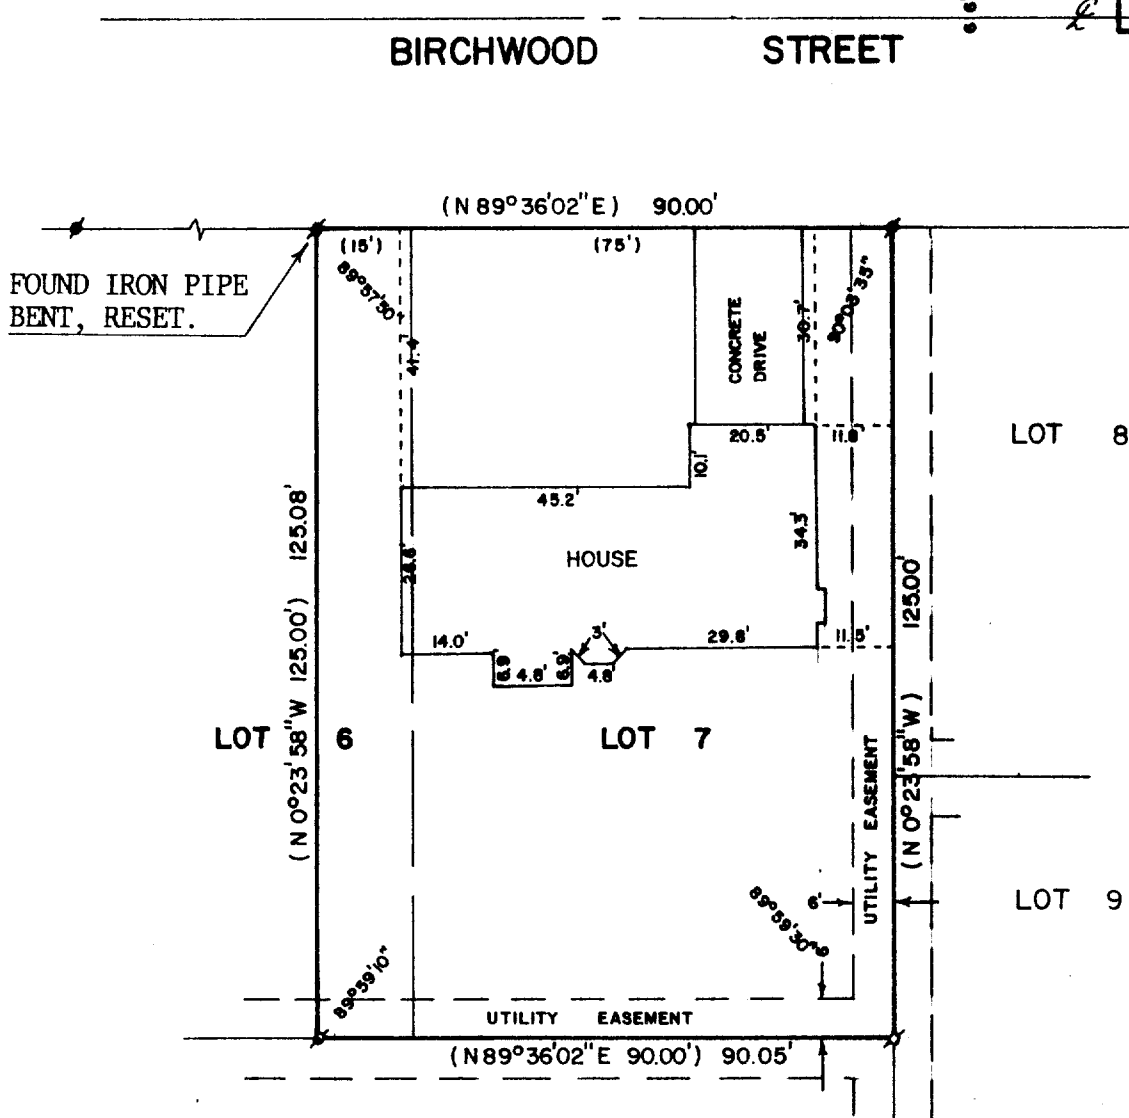 BIRCHWOOD STREET
(N 89°36'02"E) 90.00'
(15') (75')
FOUND IRON PIPE
BENT, RESET.
89°57'50"
41.4'
CONCRETE
DRIVE
30.7'
90°03'35"
LOT 8
20.5'
11.8'
10.1'
45.2'
34.3'
HOUSE
(N 0°23'58"W 125.00') 125.08'
125.00'
(N 0°23'58"W)
14.0'
3'
29.8'
11.5'
6.9
4.8'
6.9'
4.8'
LOT 6
LOT 7
UTILITY EASEMENT
6'
LOT 9
89°59'30"
6
89°59'10"
UTILITY EASEMENT
(N89°36'02"E 90.00') 90.05'